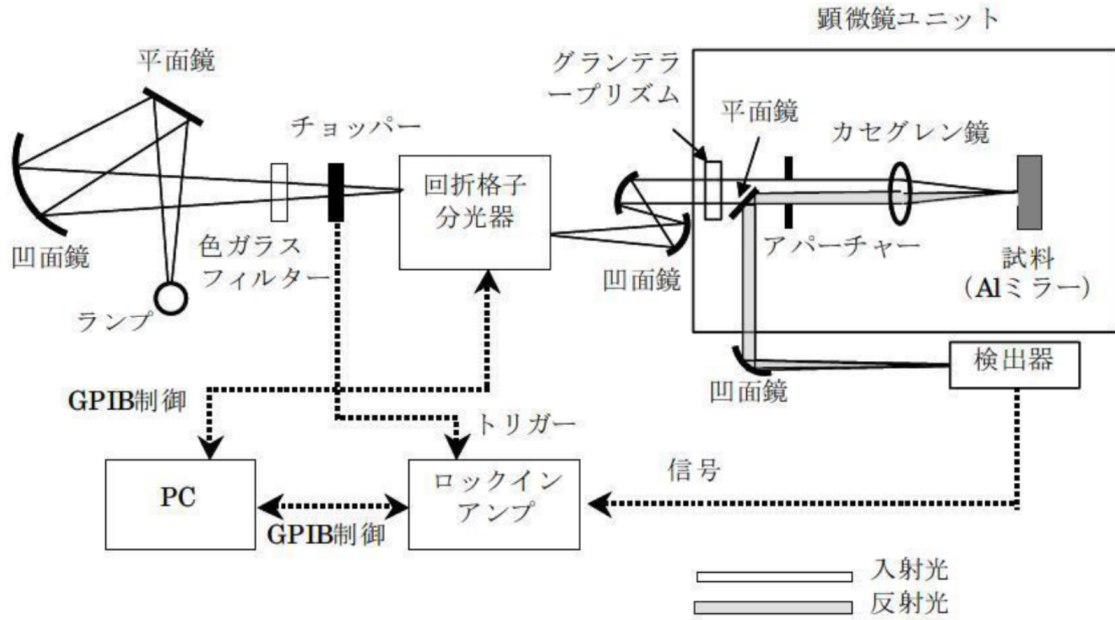 顕微鏡ユニット
平面鏡
グランテラ
ープリズム
チョッパー
平面鏡
カセグレン鏡
回折格子
分光器
凹面鏡
色ガラス
フィルター
ランプ
凹面鏡
アパーチャー
試料
(Alミラー)
検出器
凹面鏡
GPIB制御
トリガー
信号
PC
ロックイン
アンプ
GPIB制御
入射光
反射光